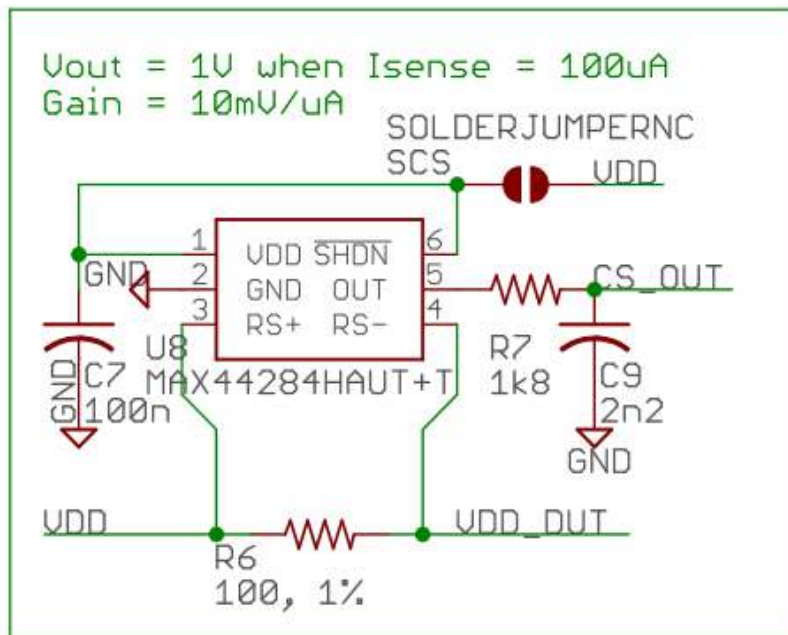 Vout = 1V when Isense = 100uA
Gain = 10mV/uA
SOLDERJUMPERNC
SCS
VDD
1
VDD
SHDN
6
GND
2
GND
OUT
5
CS_OUT
3
RS+
RS-
4
U8
MAX44284HAUT+T
GND
C7
100n
R7
1k8
C9
2n2
GND
VDD
VDD_DUT
R6
100, 1%